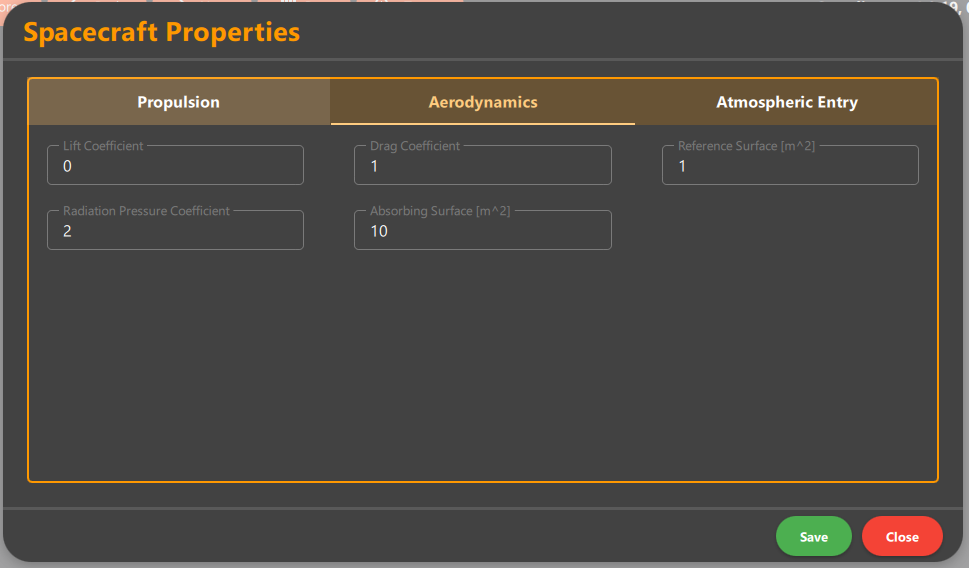 Spacecraft Properties
Propulsion Aerodynamics Atmospheric Entry
Lift Coefficient Drag Coefficient Reference Surface [m^2]
0 1 1
Radiation Pressure Coefficient Absorbing Surface [m^2]
2 10
Save Close